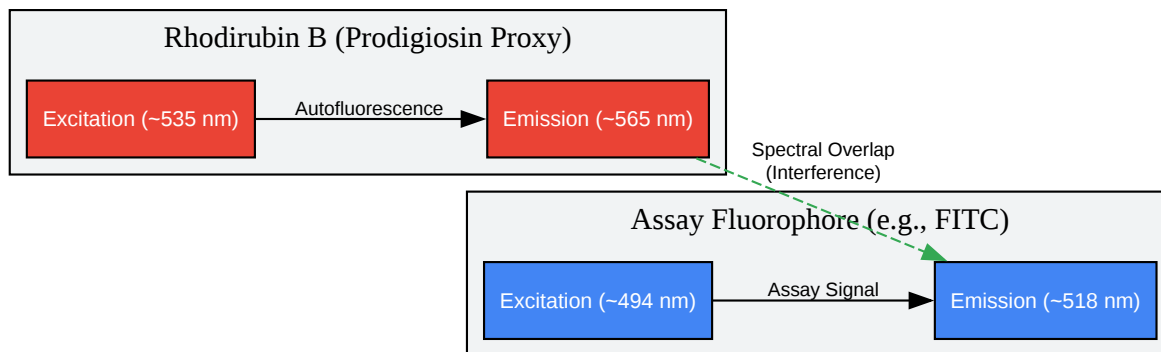 Rhodirubin B (Prodigiosin Proxy)
Excitation (~535 nm)
Autofluorescence
Emission (~565 nm)
Spectral Overlap
(Interference)
Assay Fluorophore (e.g., FITC)
Excitation (~494 nm)
Assay Signal
Emission (~518 nm)